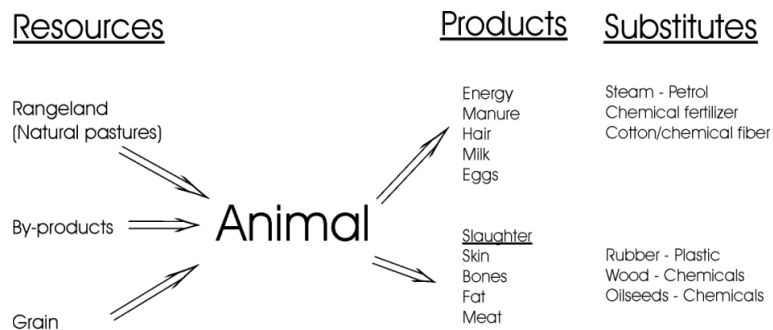 Resources
Products
Substitutes
Rangeland
(Natural pastures)
By-products
Grain
Animal
Energy
Manure
Hair
Milk
Eggs
Steam - Petrol
Chemical fertilizer
Cotton/chemical fiber
Slaughter
Skin
Bones
Fat
Meat
Rubber - Plastic
Wood - Chemicals
Oilseeds - Chemicals